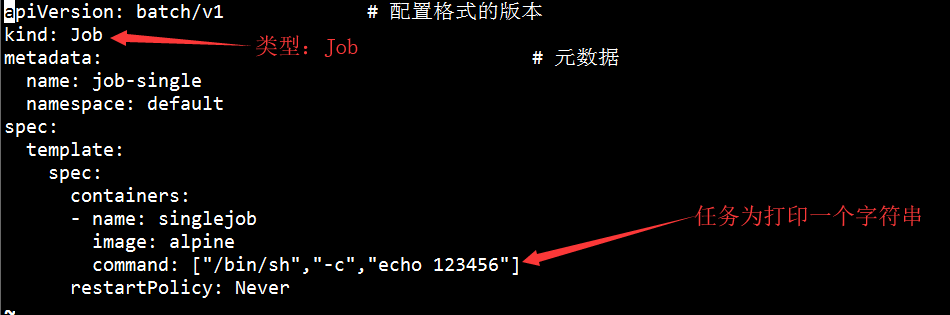 apiVersion: batch/v1 # 配置格式的版本
kind: Job
类型：Job
metadata: # 元数据
name: job-single
namespace: default
spec:
template:
spec:
containers:
- name: singlejob
任务为打印一个字符串
image: alpine
command: ["/bin/sh","-c","echo 123456"]
restartPolicy: Never
~